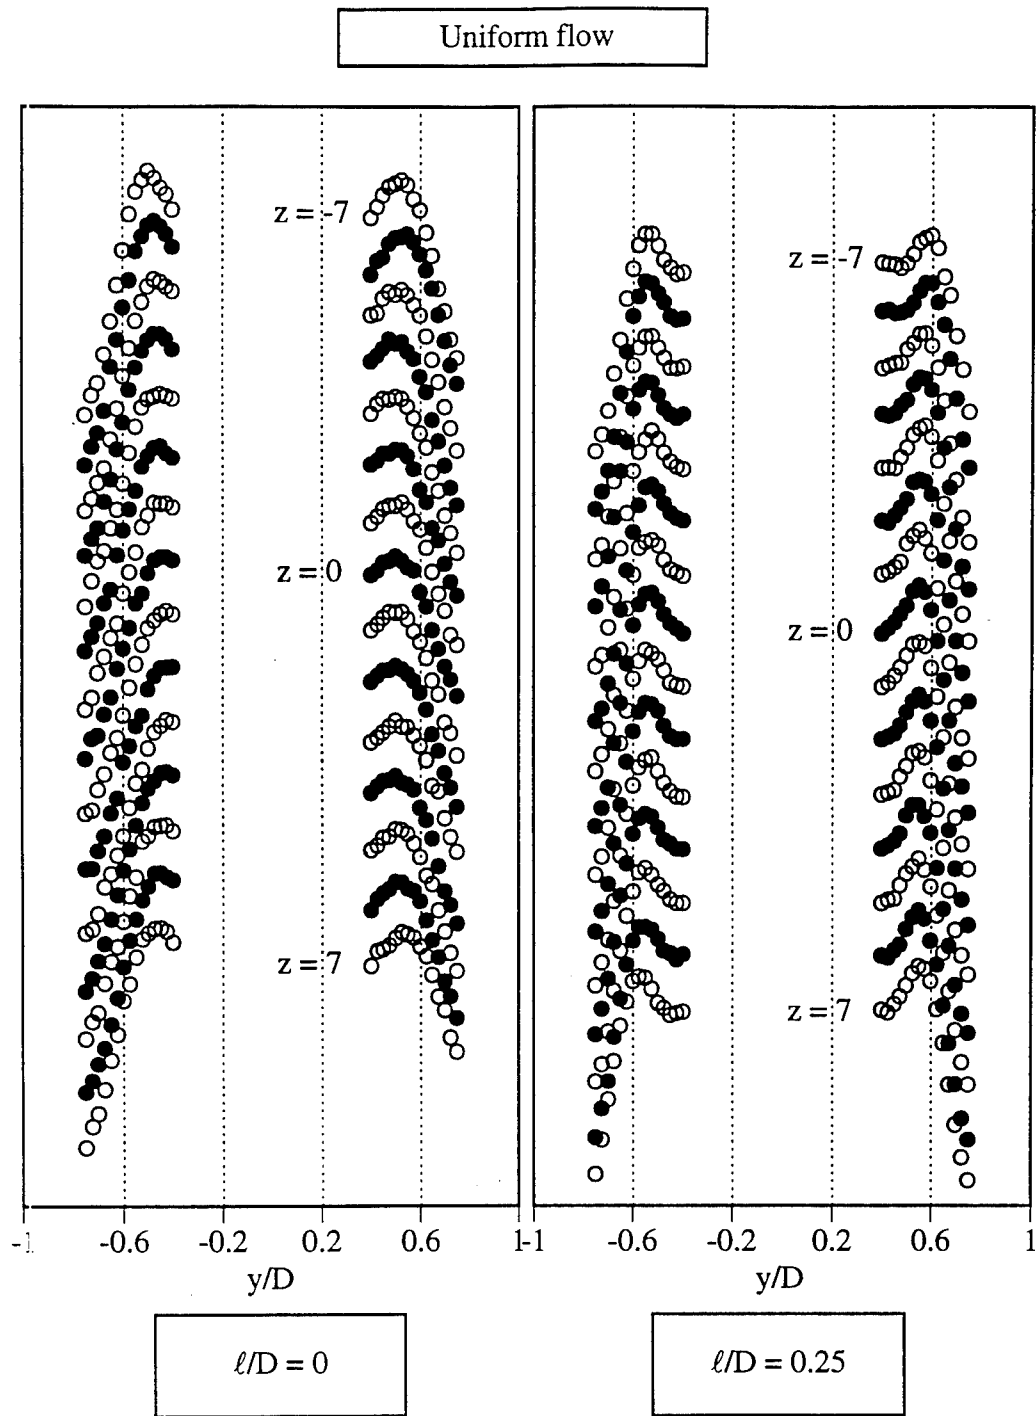 Uniform flow
z = -7
z = 0
z = 7
z = -7
z = 0
z = 7
-1 -0.6 -0.2 0.2 0.6 1
-1 -0.6 -0.2 0.2 0.6 1
y/D
y/D
ℓ/D = 0
ℓ/D = 0.25